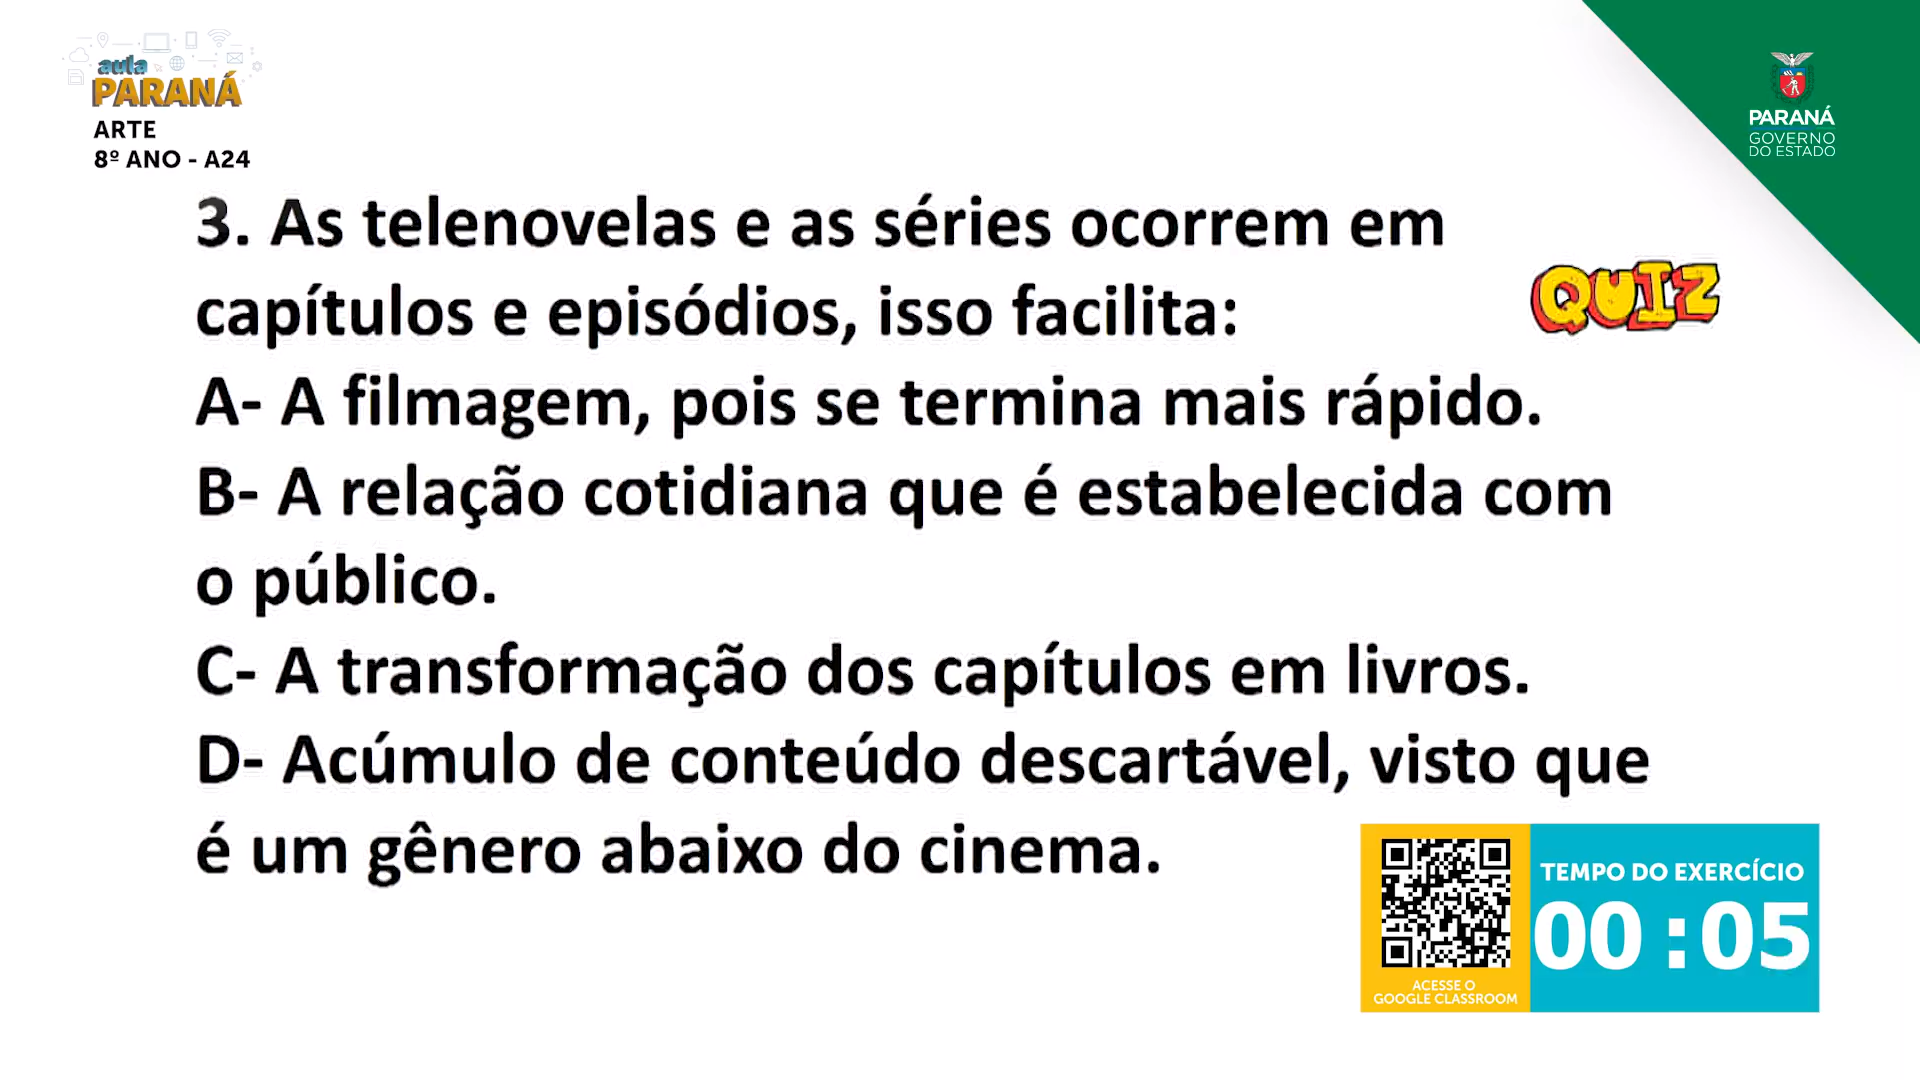 aula
PARANÁ
ARTE
8º ANO - A24
PARANÁ
GOVERNO
DO ESTADO
3. As telenovelas e as séries ocorrem em
capítulos e episódios, isso facilita:
QUIZ
A- A filmagem, pois se termina mais rápido.
B- A relação cotidiana que é estabelecida com
o público.
C- A transformação dos capítulos em livros.
D- Acúmulo de conteúdo descartável, visto que
é um gênero abaixo do cinema.
TEMPO DO EXERCÍCIO
00 : 05
ACESSE O
GOOGLE CLASSROOM